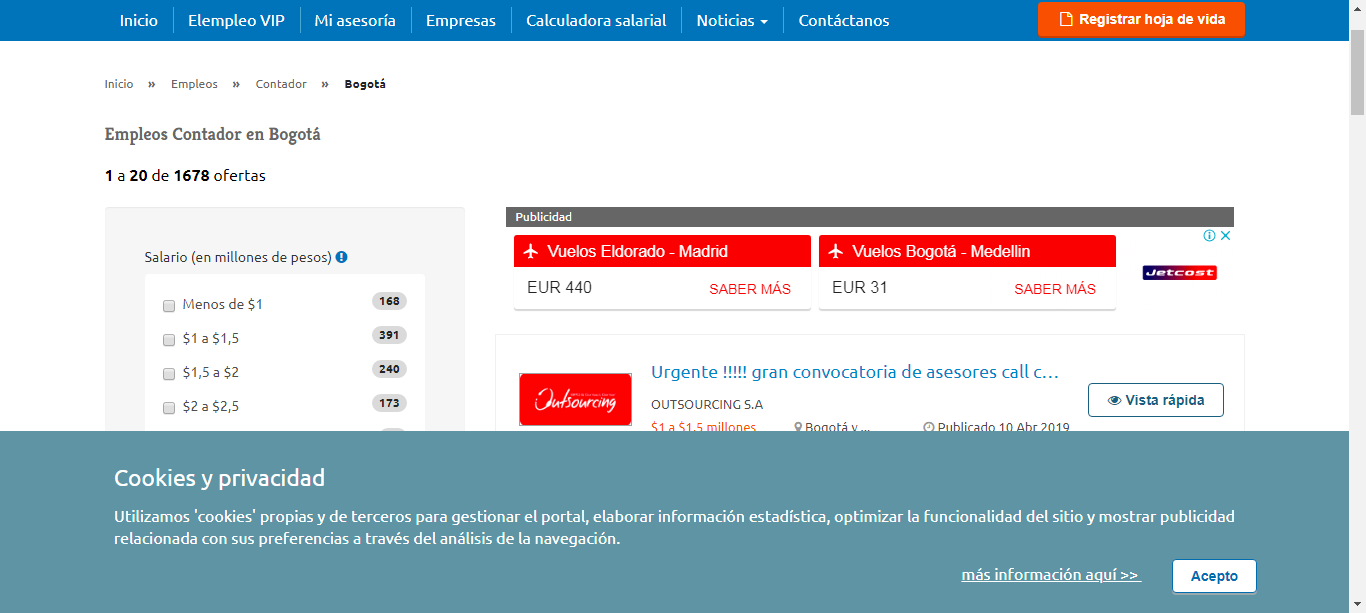 Inicio Elempleo VIP Mi asesoría Empresas Calculadora salarial Noticias Contáctanos Registrar hoja de vida
Inicio » Empleos » Contador » Bogotá
Empleos Contador en Bogotá
1 a 20 de 1678 ofertas
Salario (en millones de pesos)
Menos de $1 168
$1 a $1,5 391
$1,5 a $2 240
$2 a $2,5 173
Publicidad
Vuelos Eldorado - Madrid
EUR 440 SABER MÁS
Vuelos Bogotá - Medellin
EUR 31 SABER MÁS
Jetcost
Outsourcing
Urgente !!!!! gran convocatoria de asesores call c...
OUTSOURCING S.A
$1 a $1,5 millones Bogotá y ... Publicado 10 Abr 2019
Vista rápida
Cookies y privacidad
Utilizamos 'cookies' propias y de terceros para gestionar el portal, elaborar información estadística, optimizar la funcionalidad del sitio y mostrar publicidad
relacionada con sus preferencias a través del análisis de la navegación.
más información aquí >> Acepto